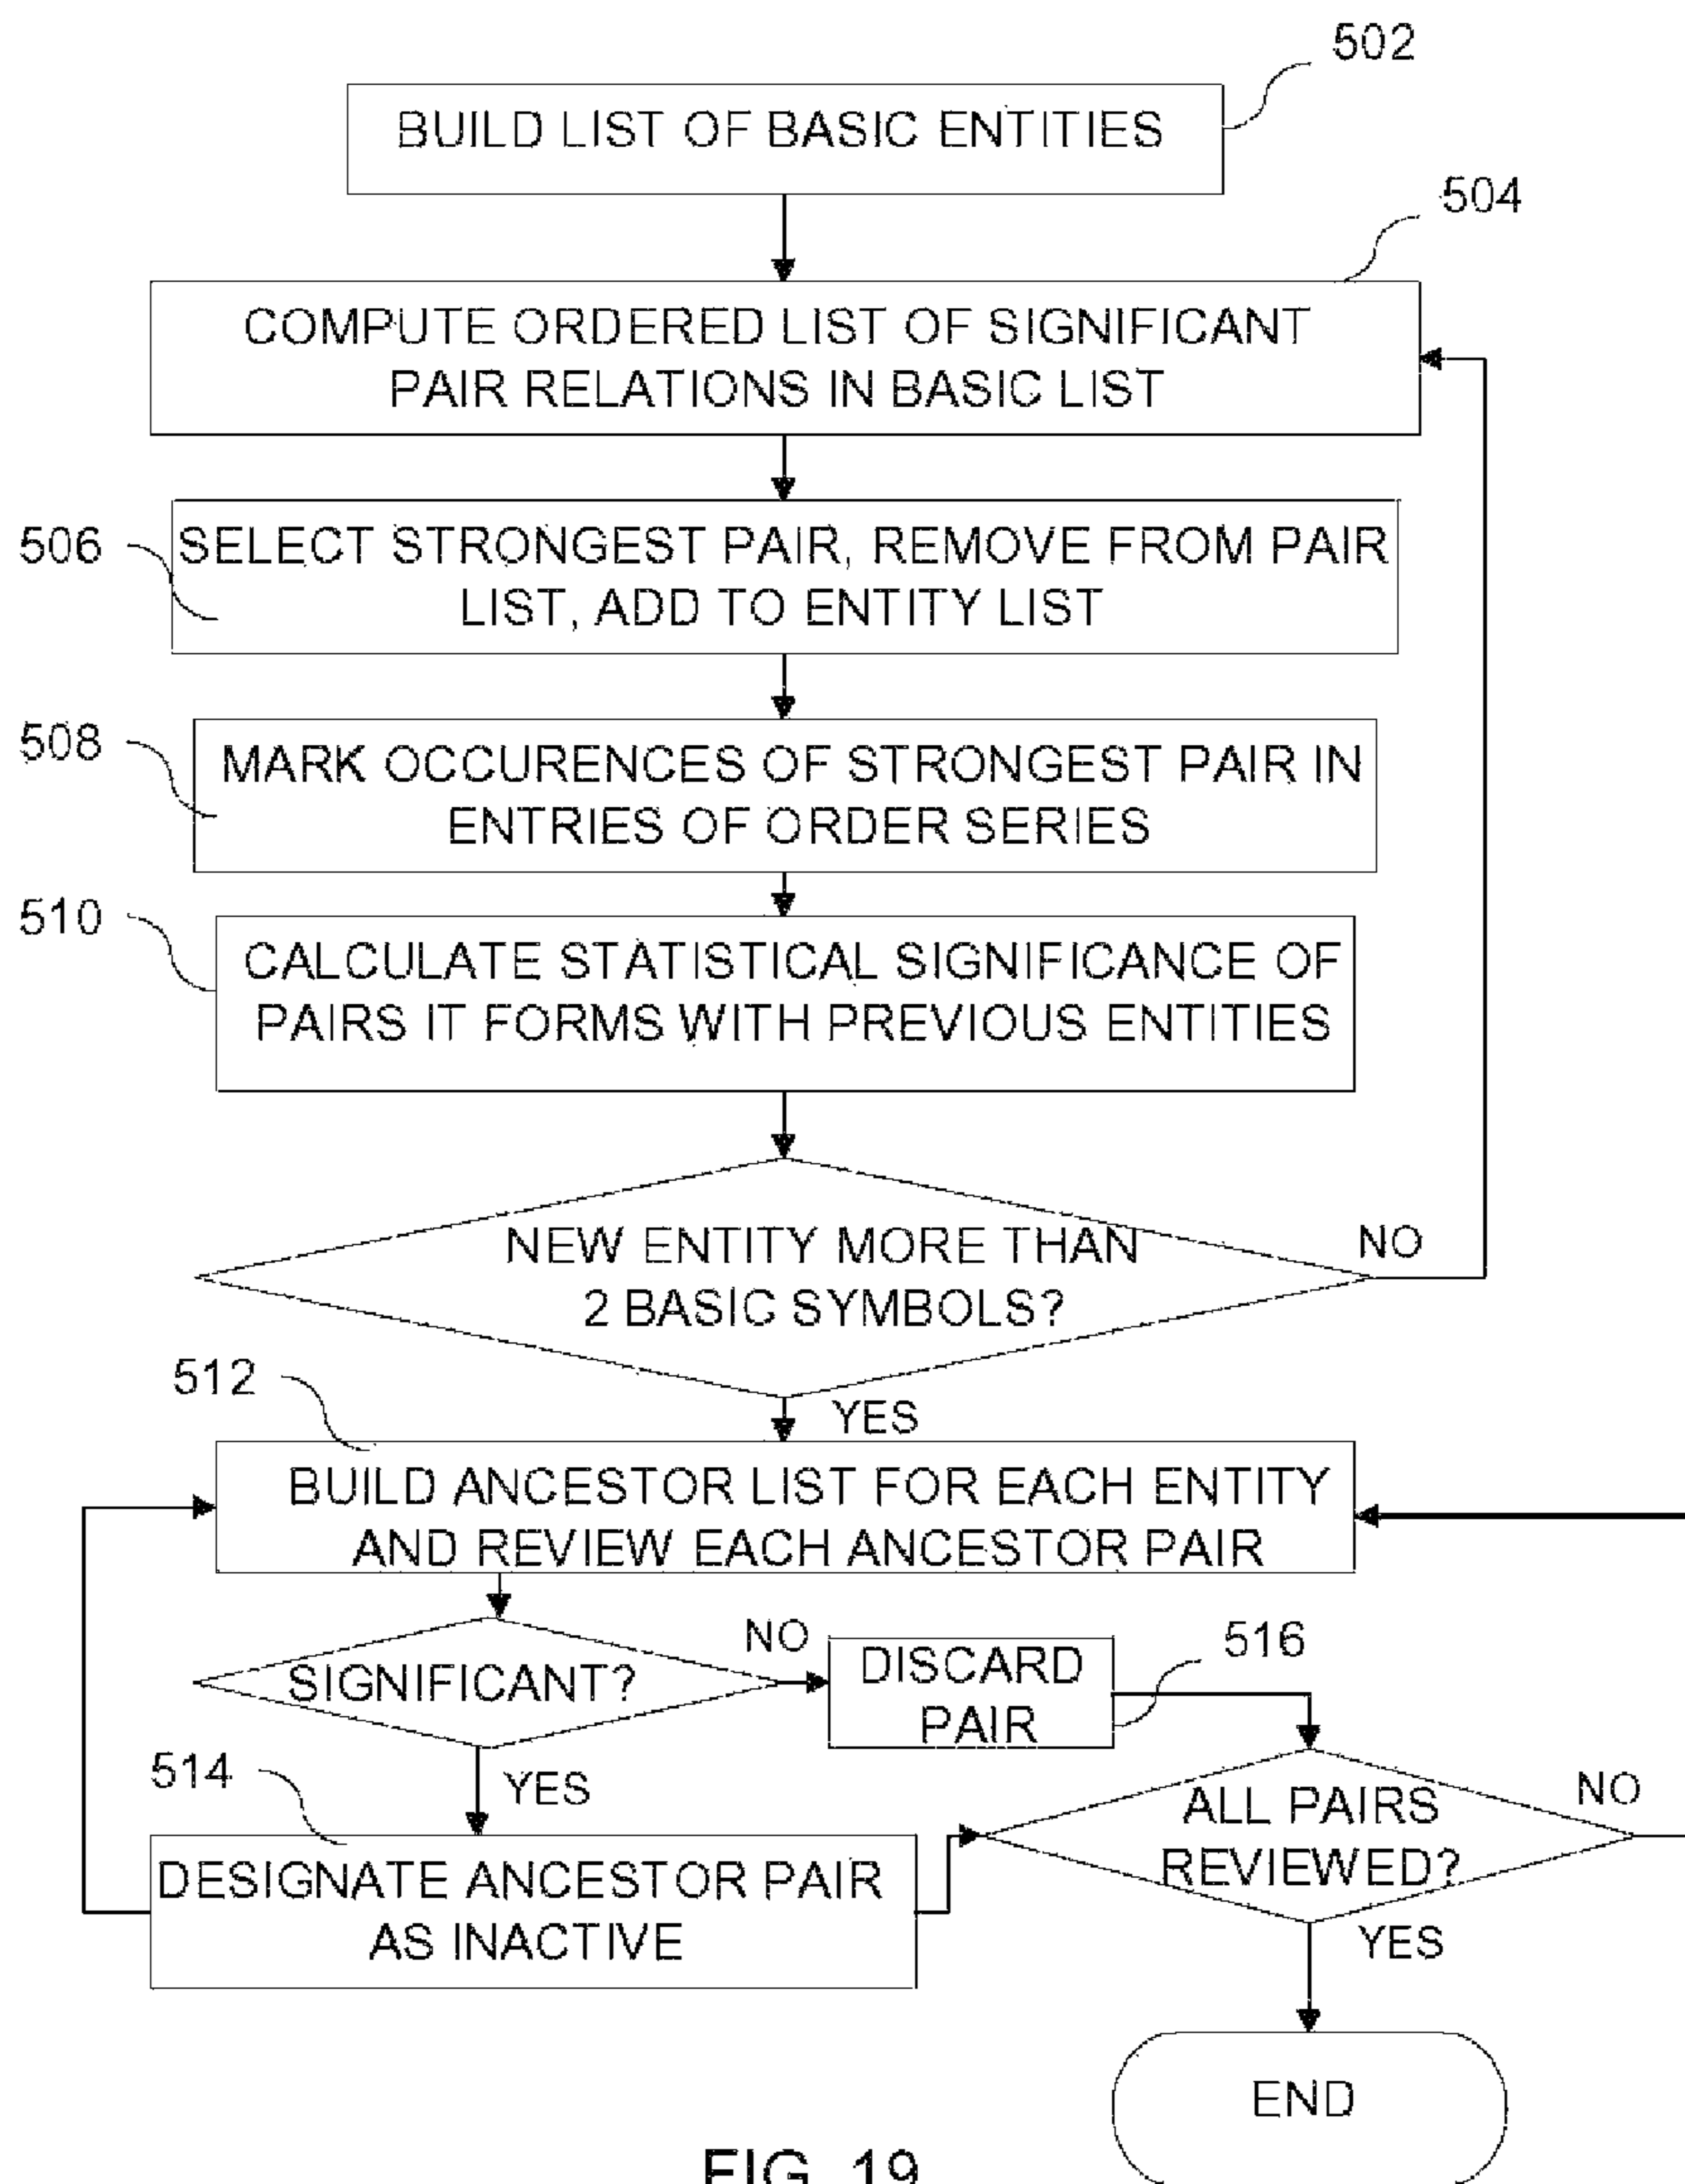 502
BUILD LIST OF BASIC ENTITIES
504
COMPUTE ORDERED LIST OF SIGNIFICANT
PAIR RELATIONS IN BASIC LIST
506
SELECT STRONGEST PAIR, REMOVE FROM PAIR
LIST, ADD TO ENTITY LIST
508
MARK OCCURENCES OF STRONGEST PAIR IN
ENTRIES OF ORDER SERIES
510
CALCULATE STATISTICAL SIGNIFICANCE OF
PAIRS IT FORMS WITH PREVIOUS ENTITIES
NEW ENTITY MORE THAN
2 BASIC SYMBOLS?
NO
512
YES
BUILD ANCESTOR LIST FOR EACH ENTITY
AND REVIEW EACH ANCESTOR PAIR
SIGNIFICANT?
NO
DISCARD
PAIR
516
514
YES
ALL PAIRS
REVIEWED?
NO
DESIGNATE ANCESTOR PAIR
AS INACTIVE
YES
END
FIG. 19